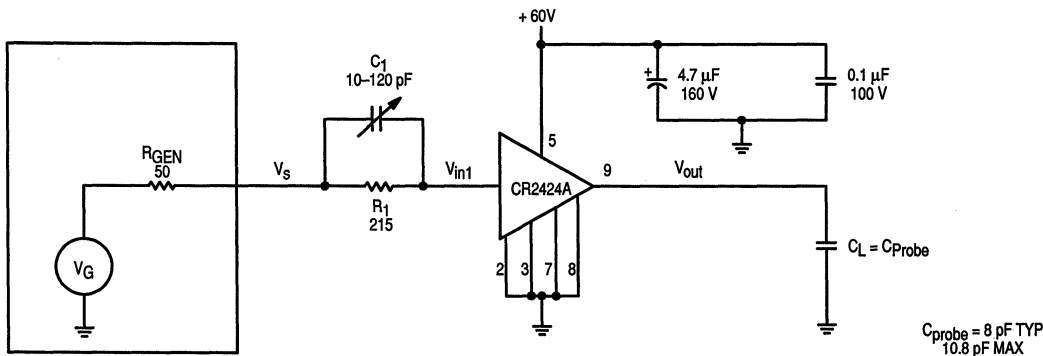 + 60V
C1
10–120 pF
+
4.7 μF
160 V
0.1 μF
100 V
RGEN
50
VS
Vin1
5
CR2424A
9
Vout
R1
215
VG
2
3
7
8
CL = CProbe
Cprobe = 8 pF TYP
10.8 pF MAX